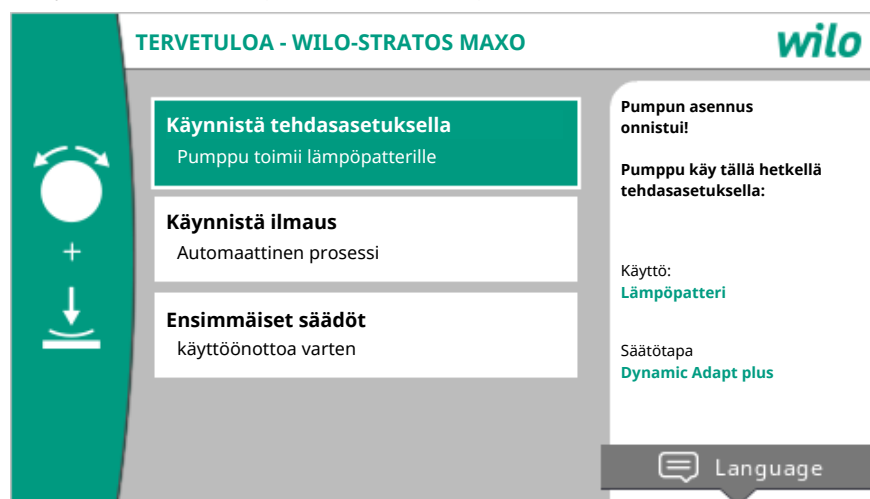 TERVETULOA - WILO-STRATOS MAXO
wilo
Käynnistä tehdasasetuksella
Pumppu toimii lämpöpatterille
Käynnistä ilmaus
Automaattinen prosessi
Ensimmäiset säädöt
käyttöönottoa varten
+
Pumpun asennus
onnistui!
Pumppu käy tällä hetkellä
tehdasasetuksella:
Käyttö:
Lämpöpatteri
Säätötapa
Dynamic Adapt plus
Language